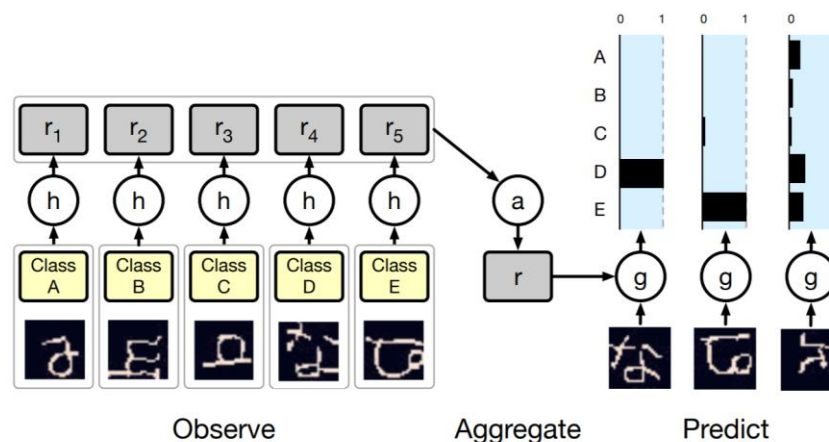 0 1 0 1 0
A
B
C
D
E
r1 r2 r3 r4 r5
h h h h h a
Class A Class B Class C Class D Class E
r g g g
Observe Aggregate Predict